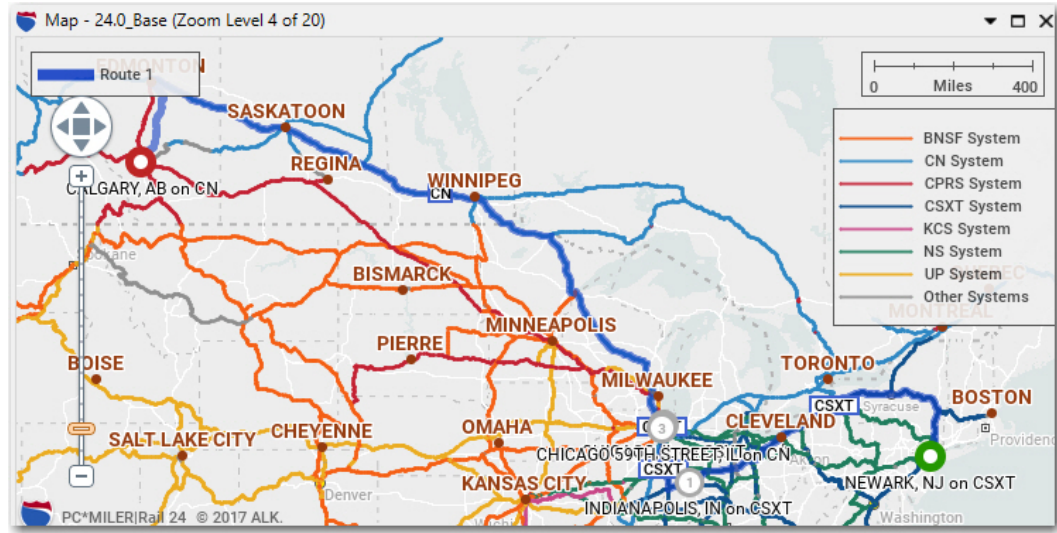 Map - 24.0_Base (Zoom Level 4 of 20)
EDMONTON
Route 1
0 Miles 400
BNSF System
CN System
CPRS System
CSXT System
KCS System
NS System
UP System
Other Systems
SASKATOON
REGINA
CALGARY, AB on CN
WINNIPEG
CN
BISMARCK
MINNEAPOLIS
MONTREAL
PIERRE
BOISE
TORONTO
MILWAUKEE
CSXT
Syracuse
BOSTON
3
CLEVELAND
Providenc
SALT LAKE CITY
CHEYENNE
OMAHA
CHICAGO 59TH STREET, IL on CN
Akron
CSXT
KANSAS CITY
1
NEWARK, NJ on CSXT
Denver
INDIANAPOLIS, IN on CSXT
Washington
PC*MILER|Rail 24 © 2017 ALK.